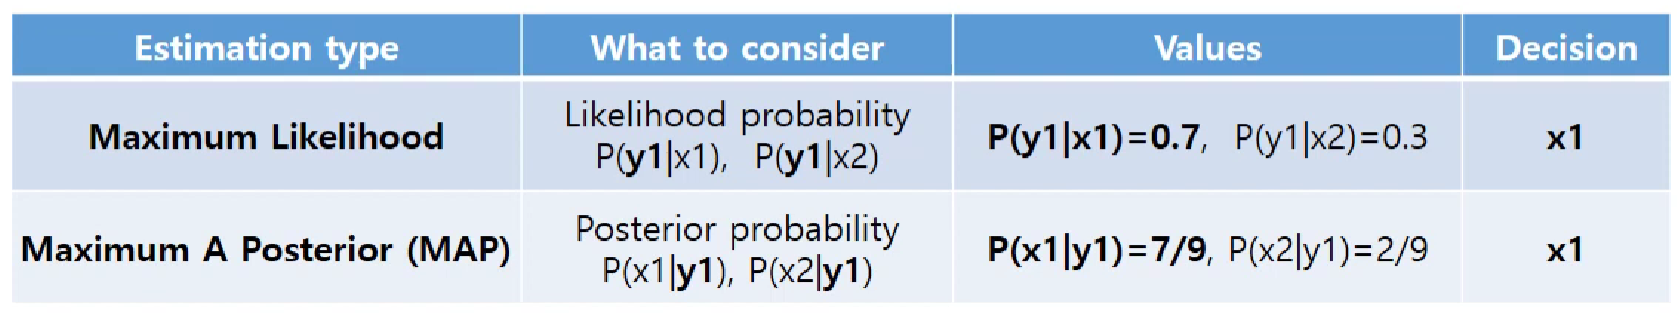 Estimation type What to consider Values Decision
Maximum Likelihood
Likelihood probability
P(y1|x1), P(y1|x2)
P(y1|x1)=0.7, P(y1|x2)=0.3
x1
Maximum A Posterior (MAP)
Posterior probability
P(x1|y1), P(x2|y1)
P(x1|y1)=7/9, P(x2|y1)=2/9
x1